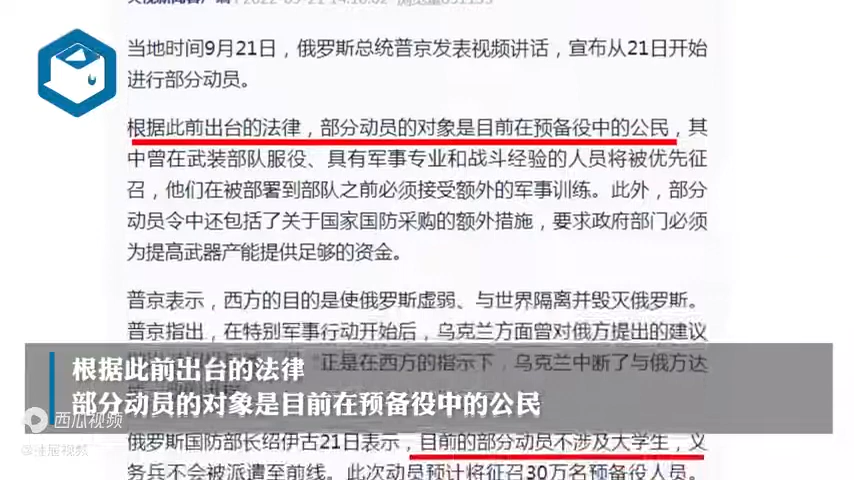 2022-09-21 14:16:02
当地时间9月21日，俄罗斯总统普京发表视频讲话，宣布从21日开始
进行部分动员。
根据此前出台的法律，部分动员的对象是目前在预备役中的公民，其
中曾在武装部队服役、具有军事专业和战斗经验的人员将被优先征
召，他们在被部署到部队之前必须接受额外的军事训练。此外，部分
动员令中还包括了关于国家国防采购的额外措施，要求政府部门必须
为提高武器产能提供足够的资金。
普京表示，西方的目的是使俄罗斯虚弱、与世界隔离并毁灭俄罗斯。
普京指出，在特别军事行动开始后，乌克兰方面曾对俄方提出的建议
正是在西方的指示下，乌克兰中断了与俄方达
根据此前出台的法律
部分动员的对象是目前在预备役中的公民
西瓜视频
俄罗斯国防部长绍伊古21日表示，目前的部分动员不涉及大学生，义
务兵不会被派遣至前线。此次动员预计将征召30万名预备役人员。